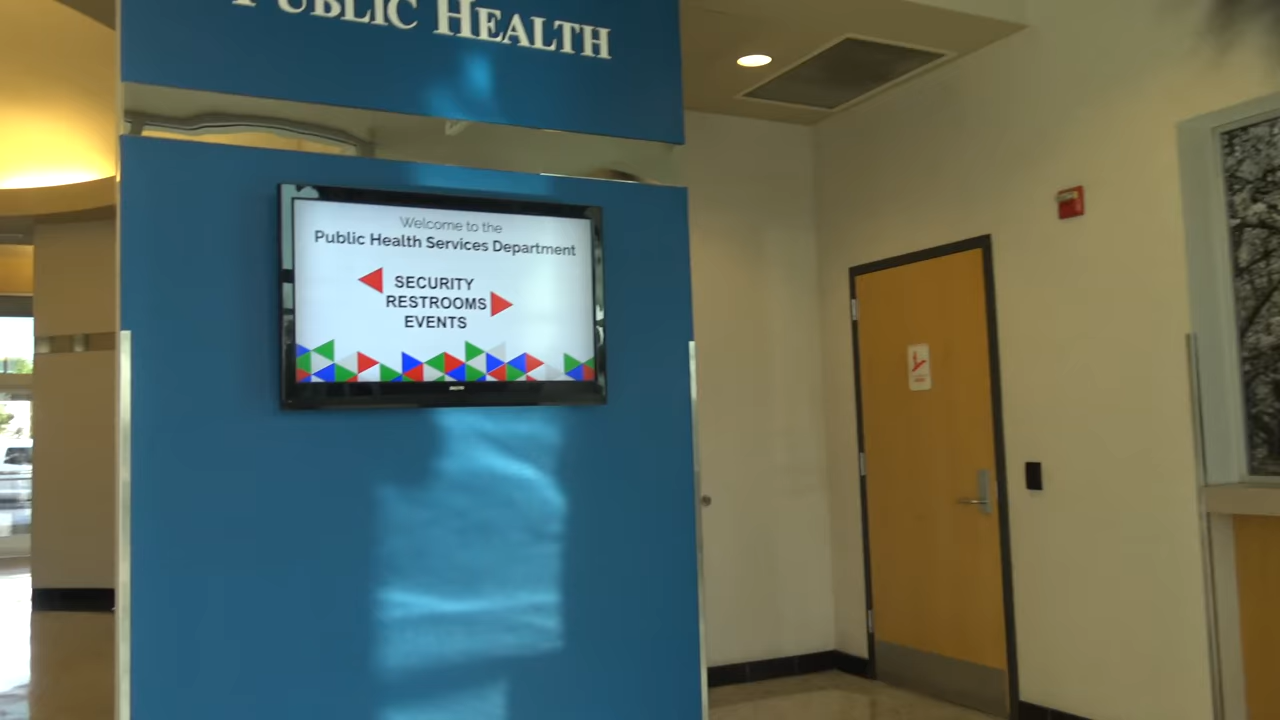 PUBLIC HEALTH
Welcome to the
Public Health Services Department
SECURITY
RESTROOMS
EVENTS